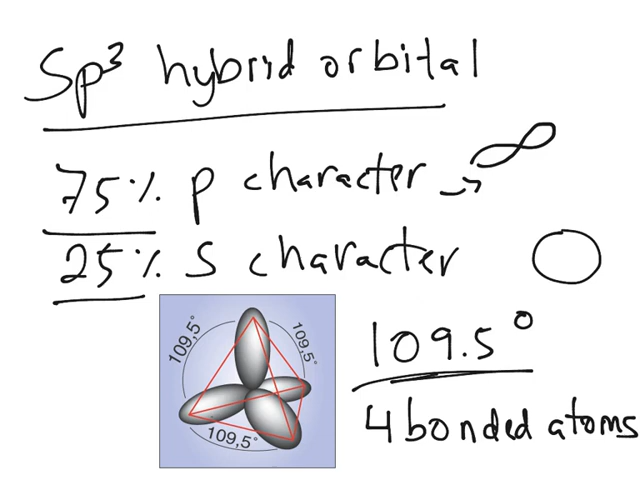 Sp³ hybrid orbital
75% p character →
25% s character
109,5°
109,5°
109,5°
109.5°
4 bonded atoms